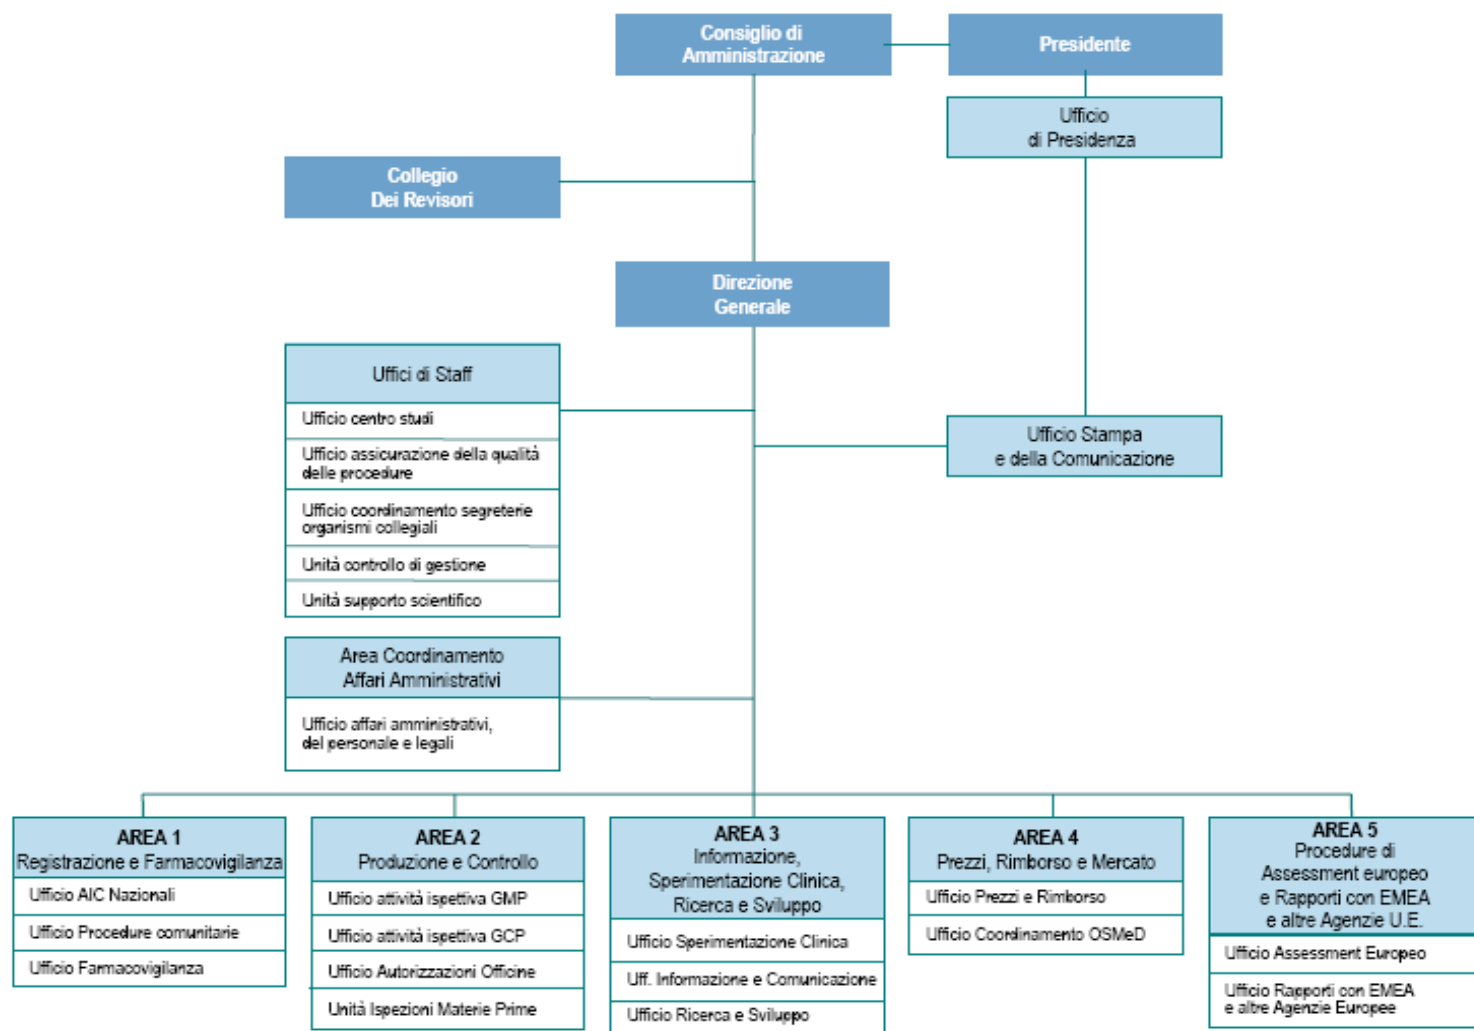 Consiglio di
Amministrazione
Presidente
Ufficio
di Presidenza
Collegio
Dei Revisori
Direzione
Generale
Uffici di Staff
Ufficio centro studi
Ufficio assicurazione della qualità
delle procedure
Ufficio coordinamento segreterie
organismi collegiali
Unità controllo di gestione
Unità supporto scientifico
Ufficio Stampa
e della Comunicazione
Area Coordinamento
Affari Amministrativi
Ufficio affari amministrativi,
del personale e legali
AREA 1
Registrazione e Farmacovigilanza
Ufficio AIC Nazionali
Ufficio Procedure comunitarie
Ufficio Farmacovigilanza
AREA 2
Produzione e Controllo
Ufficio attività ispettiva GMP
Ufficio attività ispettiva GCP
Ufficio Autorizzazioni Officine
Unità Ispezioni Materie Prime
AREA 3
Informazione,
Sperimentazione Clinica,
Ricerca e Sviluppo
Ufficio Sperimentazione Clinica
Uff. Informazione e Comunicazione
Ufficio Ricerca e Sviluppo
AREA 4
Prezzi, Rimborso e Mercato
Ufficio Prezzi e Rimborso
Ufficio Coordinamento OSMeD
AREA 5
Procedure di
Assessment europeo
e Rapporti con EMEA
e altre Agenzie U.E.
Ufficio Assessment Europeo
Ufficio Rapporti con EMEA
e altre Agenzie Europee